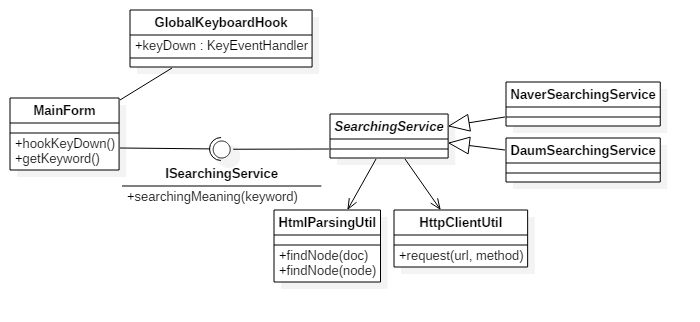 GlobalKeyboardHook
+keyDown : KeyEventHandler
MainForm
+hookKeyDown()
+getKeyword()
ISearchingService
+searchingMeaning(keyword)
SearchingService
NaverSearchingService
DaumSearchingService
HtmlParsingUtil
+findNode(doc)
+findNode(node)
HttpClientUtil
+request(url, method)